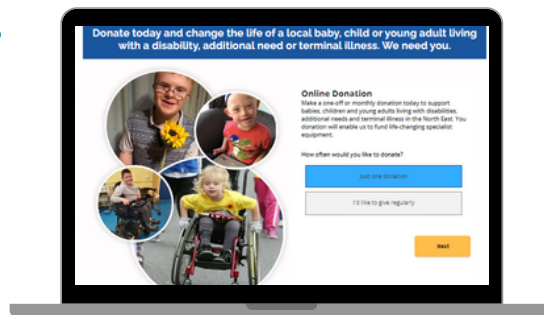 Donate today and change the life of a local baby, child or young adult living
with a disability, additional need or terminal illness. We need you.
Online Donation
Make a one-off or monthly donation today to support
babies, children and young adults living with disabilities,
additional needs and terminal illness in the North East. You
donation will enable us to fund life-changing specialist
equipment.
How often would you like to donate?
Just one donation
I'd like to give regularly
Next